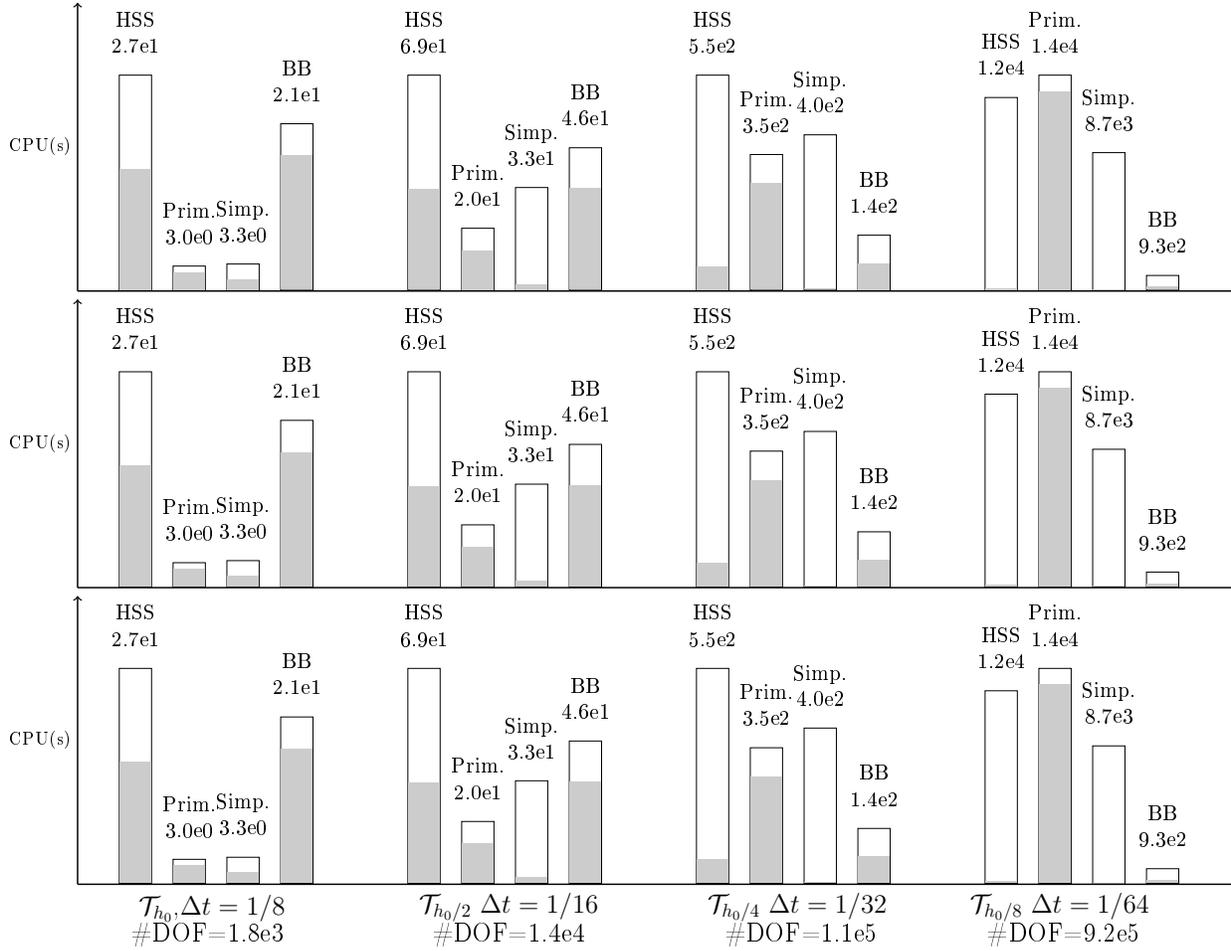 HSS
2.7e1
Prim.
3.0e0
Simp.
3.3e0
BB
2.1e1
HSS
6.9e1
Prim.
2.0e1
Simp.
3.3e1
BB
4.6e1
HSS
5.5e2
Prim.
3.5e2
Simp.
4.0e2
BB
1.4e2
HSS
1.2e4
Prim.
1.4e4
Simp.
8.7e3
BB
9.3e2
CPU(s)
HSS
2.7e1
Prim.
3.0e0
Simp.
3.3e0
BB
2.1e1
HSS
6.9e1
Prim.
2.0e1
Simp.
3.3e1
BB
4.6e1
HSS
5.5e2
Prim.
3.5e2
Simp.
4.0e2
BB
1.4e2
HSS
1.2e4
Prim.
1.4e4
Simp.
8.7e3
BB
9.3e2
CPU(s)
HSS
2.7e1
Prim.
3.0e0
Simp.
3.3e0
BB
2.1e1
HSS
6.9e1
Prim.
2.0e1
Simp.
3.3e1
BB
4.6e1
HSS
5.5e2
Prim.
3.5e2
Simp.
4.0e2
BB
1.4e2
HSS
1.2e4
Prim.
1.4e4
Simp.
8.7e3
BB
9.3e2
CPU(s)
𝒯_{h_0}, Δt = 1/8
#DOF=1.8e3
𝒯_{h_0/2} Δt = 1/16
#DOF=1.4e4
𝒯_{h_0/4} Δt = 1/32
#DOF=1.1e5
𝒯_{h_0/8} Δt = 1/64
#DOF=9.2e5